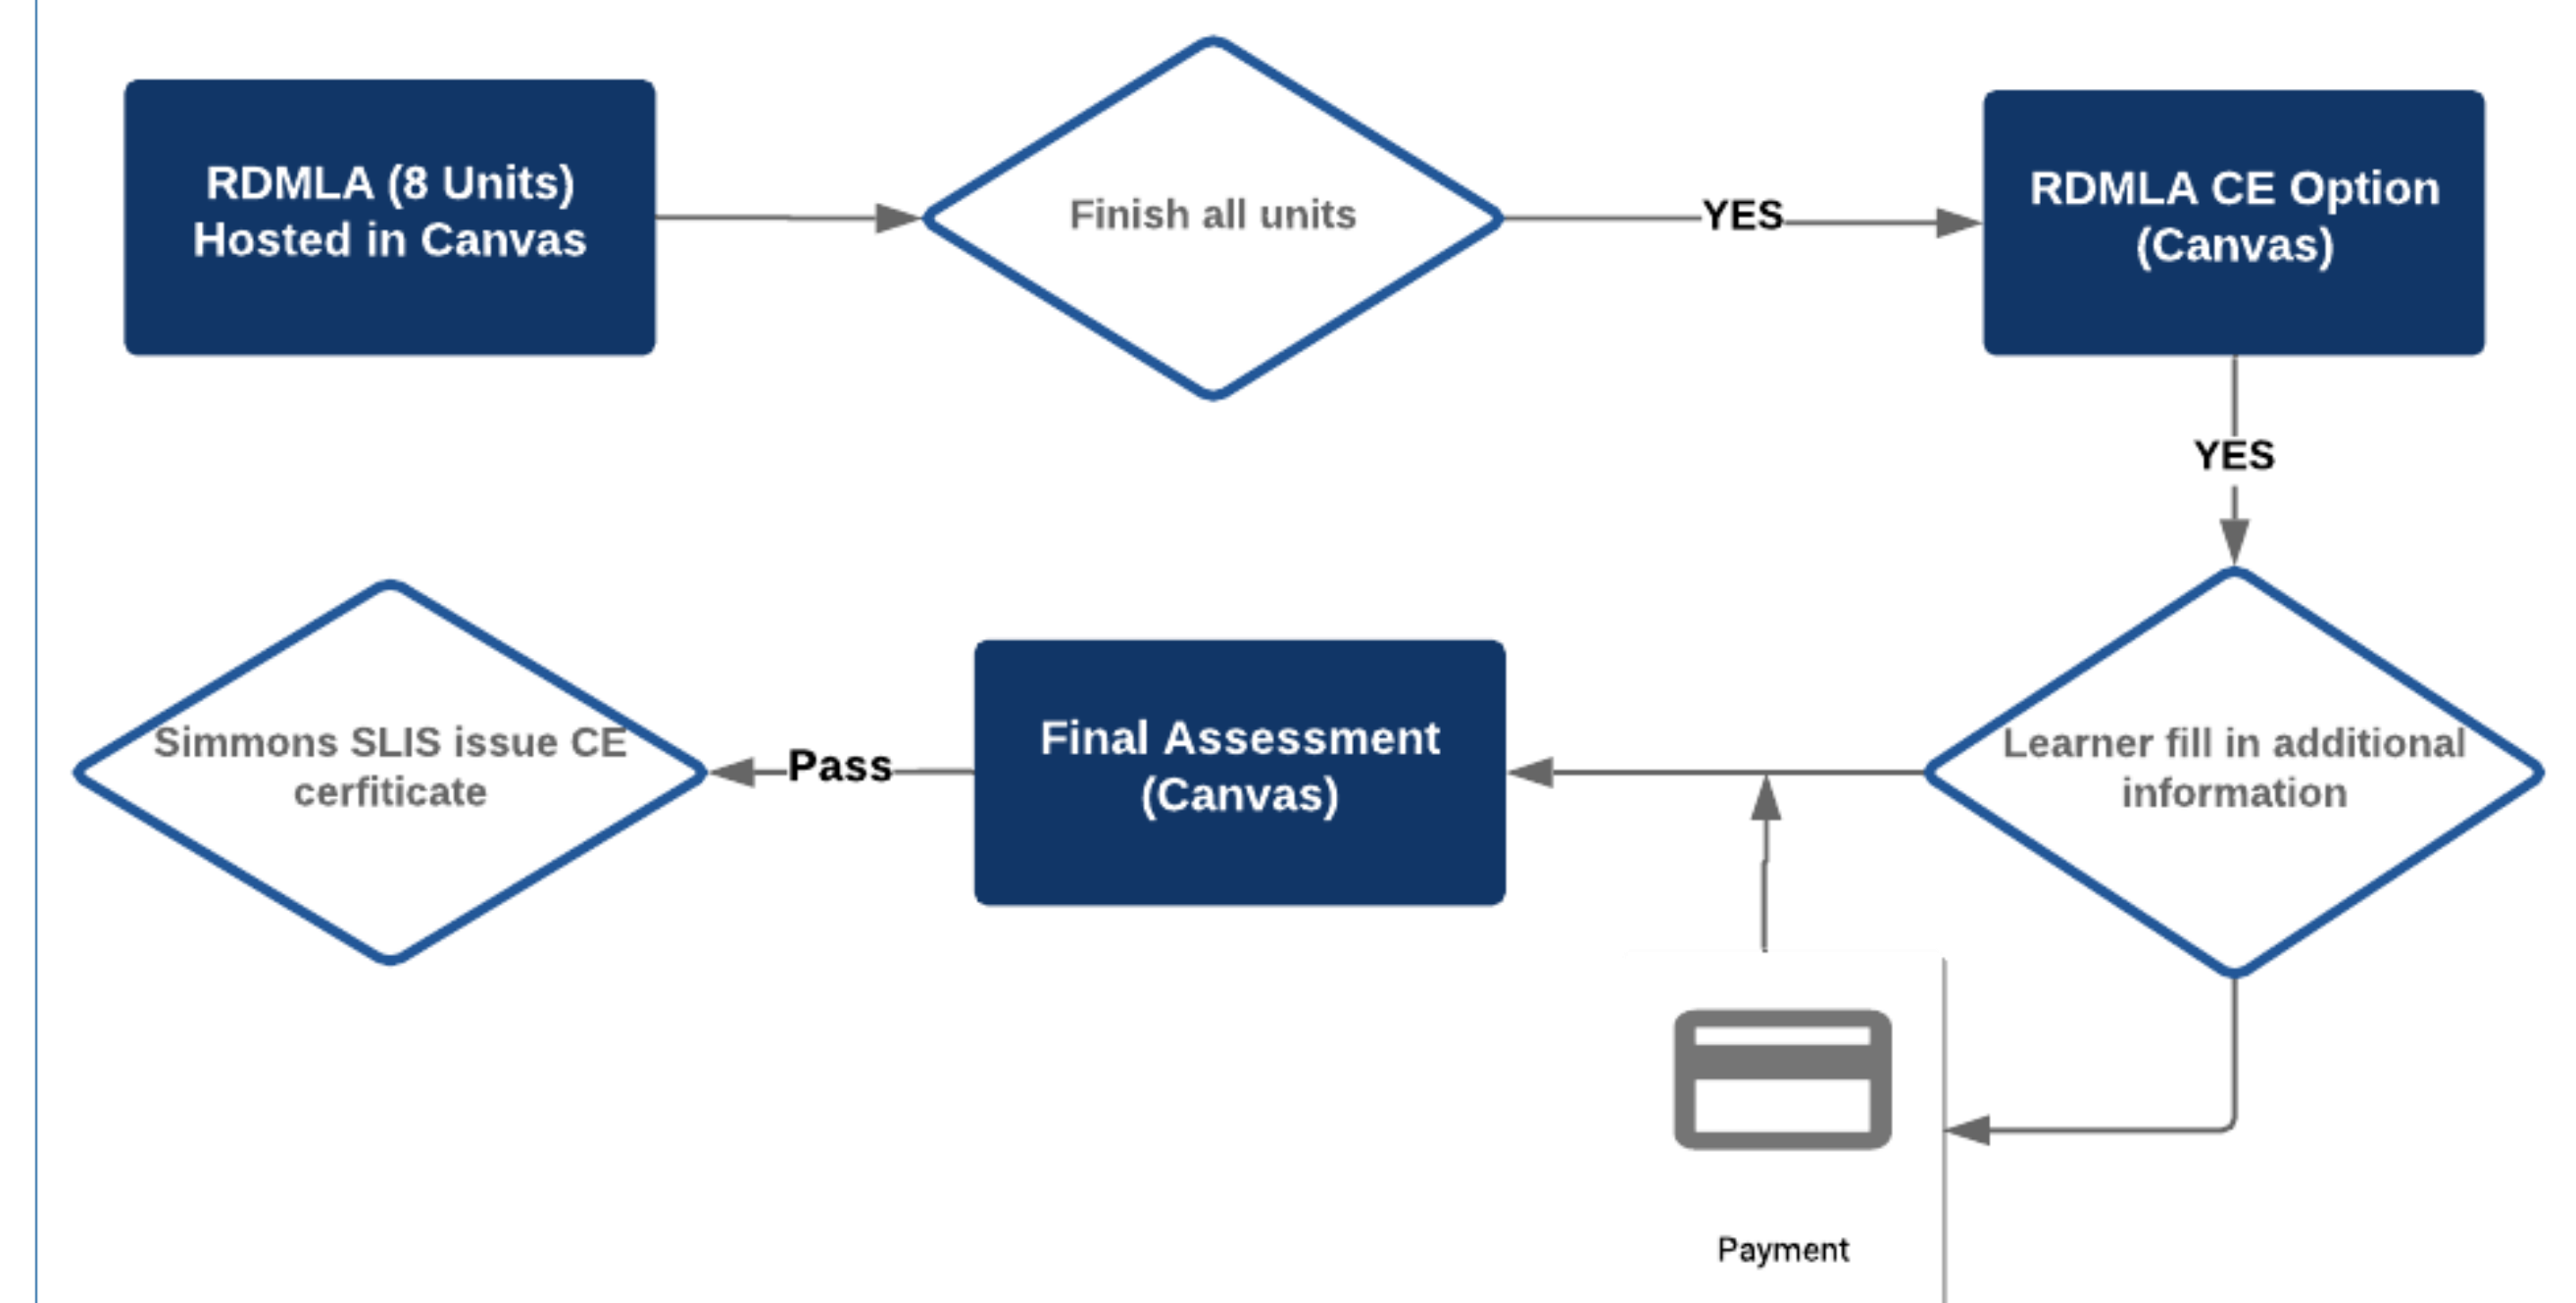 RDMLA (8 Units)
Hosted in Canvas
Finish all units
YES
RDMLA CE Option
(Canvas)
YES
Learner fill in additional
information
Payment
Final Assessment
(Canvas)
Pass
Simmons SLIS issue CE
cerfiticate